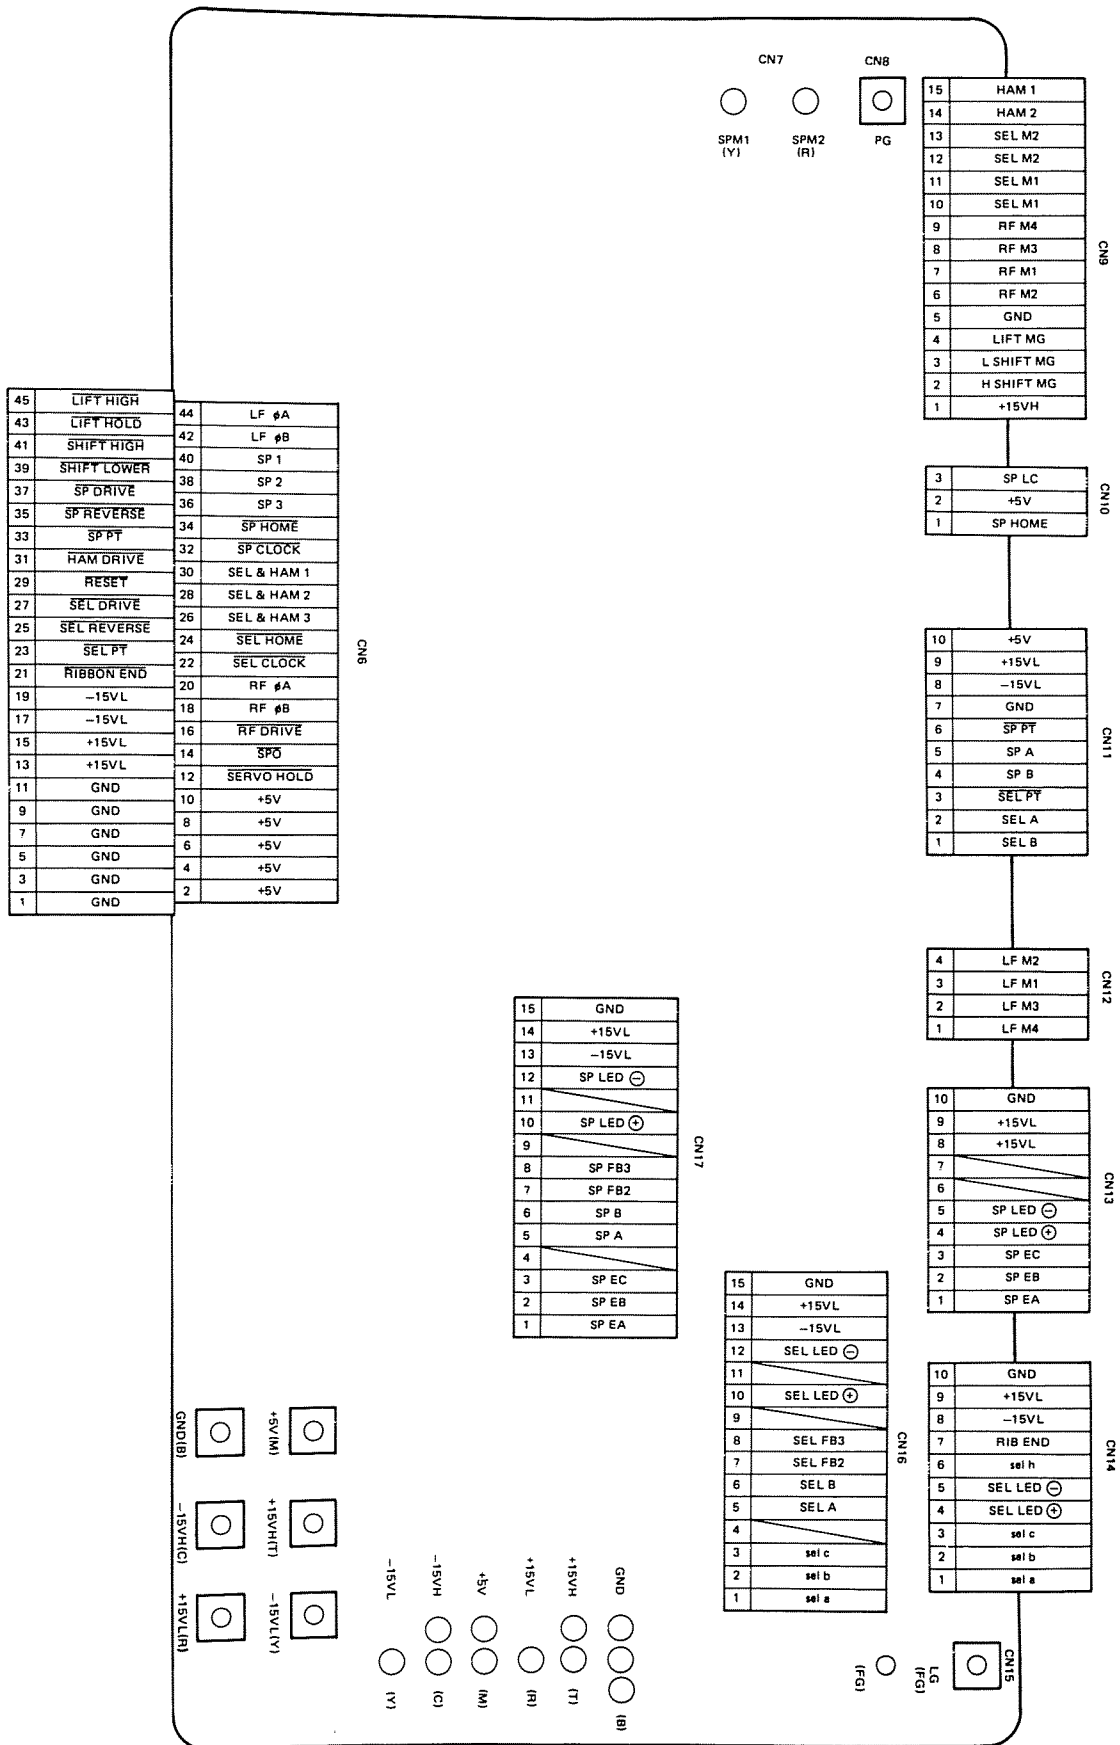 CN7
CN8
SPM1
(Y)
SPM2
(R)
PG
CN9
15 HAM 1
14 HAM 2
13 SEL M2
12 SEL M2
11 SEL M1
10 SEL M1
9 RF M4
8 RF M3
7 RF M1
6 RF M2
5 GND
4 LIFT MG
3 L SHIFT MG
2 H SHIFT MG
1 +15VH
CN10
3 SP LC
2 +5V
1 SP HOME
45 LIFT HIGH
43 LIFT HOLD
41 SHIFT HIGH
39 SHIFT LOWER
37 SP DRIVE
35 SP REVERSE
33 SP PT
31 HAM DRIVE
29 RESET
27 SEL DRIVE
25 SEL REVERSE
23 SEL PT
21 RIBBON END
19 −15VL
17 −15VL
15 +15VL
13 +15VL
11 GND
9 GND
7 GND
5 GND
3 GND
1 GND
44 LF øA
42 LF øB
40 SP 1
38 SP 2
36 SP 3
34 SP HOME
32 SP CLOCK
30 SEL & HAM 1
28 SEL & HAM 2
26 SEL & HAM 3
24 SEL HOME
22 SEL CLOCK
20 RF øA
18 RF øB
16 RF DRIVE
14 SPO
12 SERVO HOLD
10 +5V
8 +5V
6 +5V
4 +5V
2 +5V
CN6
CN11
10 +5V
9 +15VL
8 −15VL
7 GND
6 SP PT
5 SP A
4 SP B
3 SEL PT
2 SEL A
1 SEL B
CN12
4 LF M2
3 LF M1
2 LF M3
1 LF M4
CN17
15 GND
14 +15VL
13 −15VL
12 SP LED ⊖
11
10 SP LED ⊕
9
8 SP FB3
7 SP FB2
6 SP B
5 SP A
4
3 SP EC
2 SP EB
1 SP EA
CN13
10 GND
9 +15VL
8 +15VL
7
6
5 SP LED ⊖
4 SP LED ⊕
3 SP EC
2 SP EB
1 SP EA
CN16
15 GND
14 +15VL
13 −15VL
12 SEL LED ⊖
11
10 SEL LED ⊕
9
8 SEL FB3
7 SEL FB2
6 SEL B
5 SEL A
4
3 sel c
2 sel b
1 sel a
CN14
10 GND
9 +15VL
8 −15VL
7 RIB END
6 sel h
5 SEL LED ⊖
4 SEL LED ⊕
3 sel c
2 sel b
1 sel a
GND(B)
+5V(M)
−15VH(C)
+15VH(T)
+15VL(R)
−15VL(Y)
−15VL
(Y)
−15VH
(C)
+5V
(M)
+15VL
(R)
+15VH
(T)
GND
(B)
(FG)
LG
(FG)
CN15